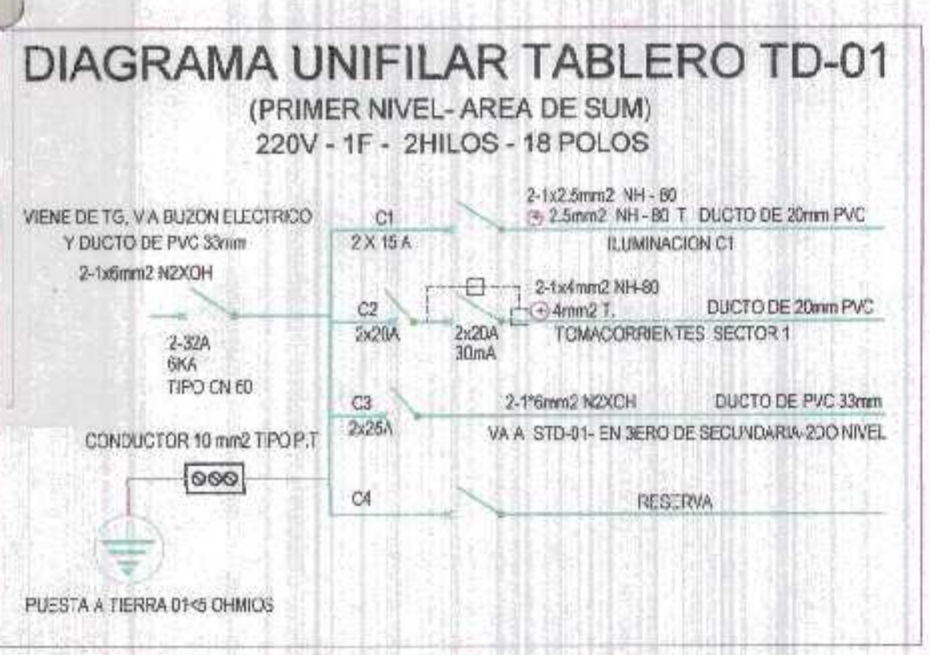 DIAGRAMA UNIFILAR TABLERO TD-01
(PRIMER NIVEL- AREA DE SUM)
220V - 1F - 2HILOS - 18 POLOS
VIENE DE TG, VIA BUZON ELECTRICO
Y DUCTO DE PVC 33mm
2-1x6mm2 N2XOH
2-32A
6KA
TIPO CN 60
C1
2 X 15 A
2-1x2.5mm2 NH - 80
2.5mm2 NH - 80 T. DUCTO DE 20mm PVC
ILUMINACION C1
C2
2x20A
2x20A
30mA
2-1x4mm2 NH-80
4mm2 T. DUCTO DE 20mm PVC
TOMACORRIENTES SECTOR 1
C3
2x25A
2-1*6mm2 N2XCH DUCTO DE PVC 33mm
VA A STD-01- EN 3ERO DE SECUNDARIA-2DO NIVEL
CONDUCTOR 10 mm2 TIPO P.T
C4
RESERVA
PUESTA A TIERRA 01<5 OHMIOS